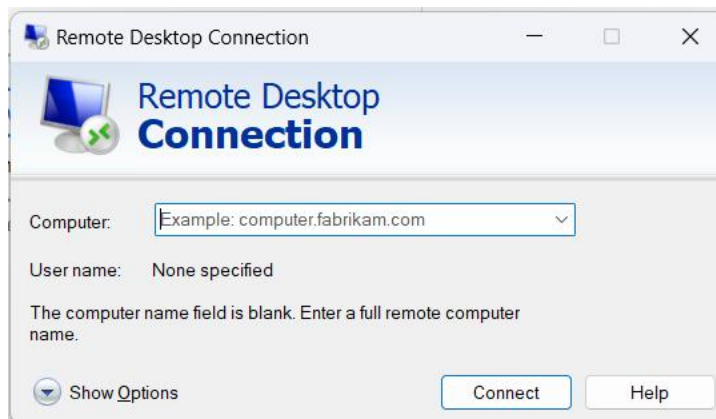 Remote Desktop Connection
Remote Desktop
Connection
Computer:
Example: computer.fabrikam.com
User name:
None specified
The computer name field is blank. Enter a full remote computer
name.
Show Options
Connect
Help